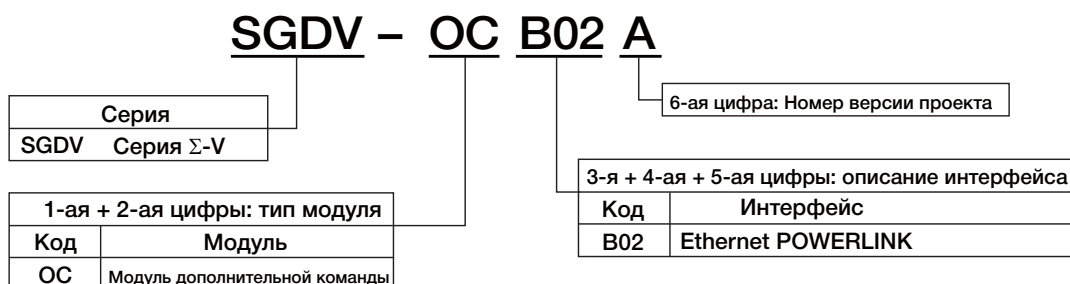 SGDV – OC B02 A
Серия
SGDV Серия Σ-V
6-ая цифра: Номер версии проекта
1-ая + 2-ая цифры: тип модуля
Код Модуль
OC Модуль дополнительной команды
3-я + 4-ая + 5-ая цифры: описание интерфейса
Код Интерфейс
B02 Ethernet POWERLINK